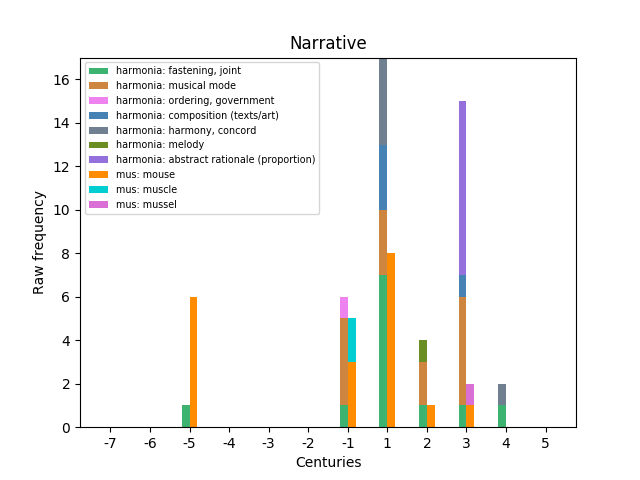 Narrative
harmonia: fastening, joint
harmonia: musical mode
harmonia: ordering, government
harmonia: composition (texts/art)
harmonia: harmony, concord
harmonia: melody
harmonia: abstract rationale (proportion)
mus: mouse
mus: muscle
mus: mussel
Raw frequency
16
14
12
10
8
6
4
2
0
-7 -6 -5 -4 -3 -2 -1 1 2 3 4 5
Centuries